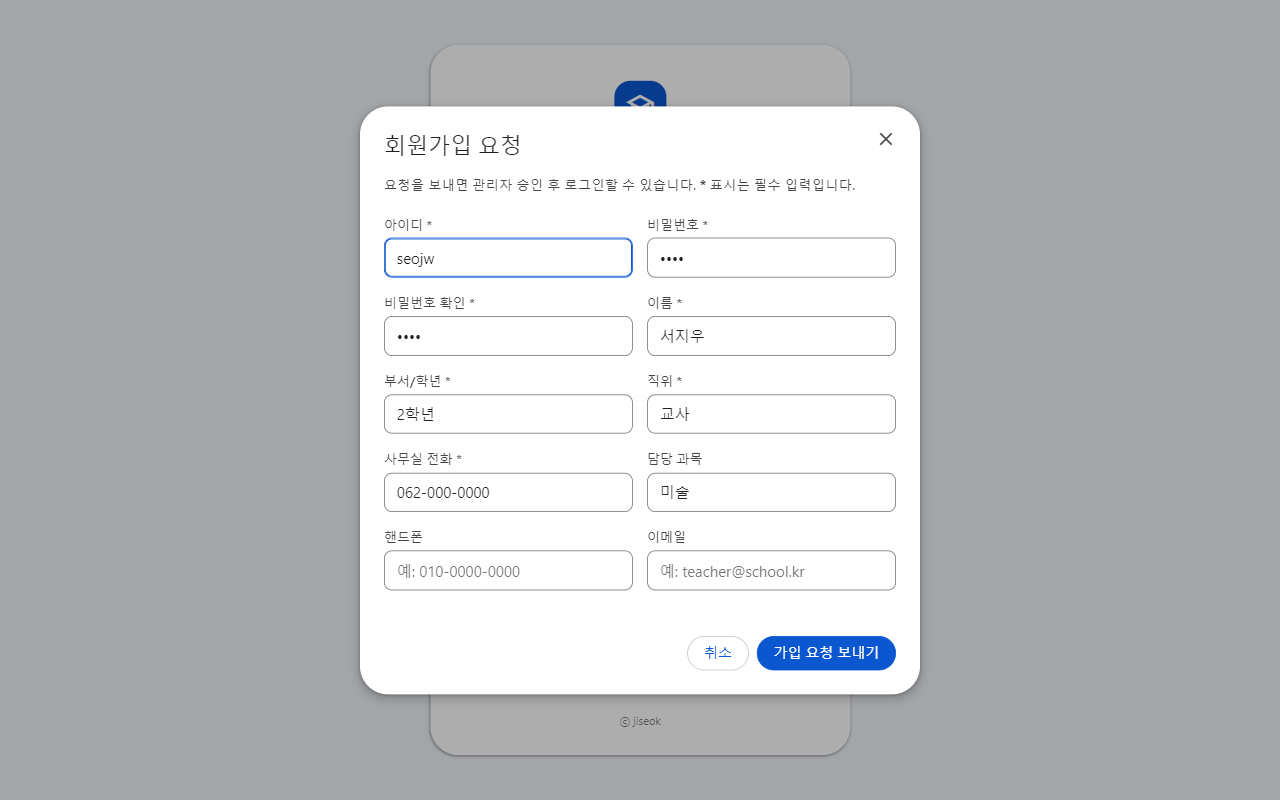 회원가입 요청
요청을 보내면 관리자 승인 후 로그인할 수 있습니다. * 표시는 필수 입력입니다.
아이디 *
비밀번호 *
seojw
••••
비밀번호 확인 *
이름 *
••••
서지우
부서/학년 *
직위 *
2학년
교사
사무실 전화 *
담당 과목
062-000-0000
미술
핸드폰
이메일
예: 010-0000-0000
예: teacher@school.kr
취소
가입 요청 보내기
ⓒ jiseok